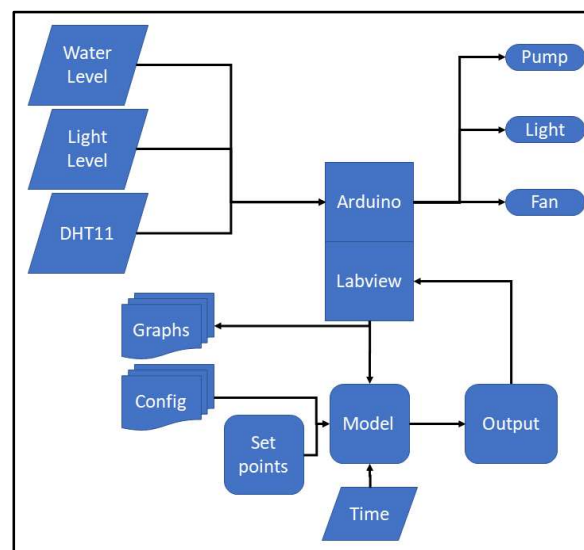 Water
Level
Pump
Light
Level
Light
DHT11
Arduino
Fan
Labview
Graphs
Config
Set
points
Model
Output
Time